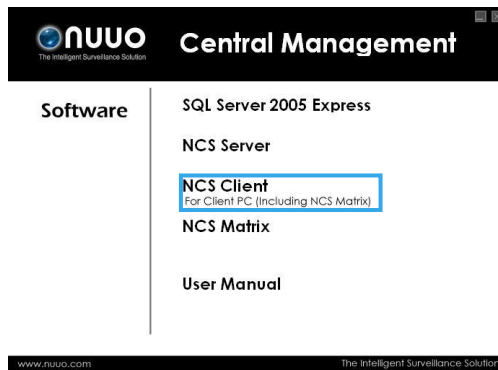 nuuo
The Intelligent Surveillance Solution
Central Management
Software
SQL Server 2005 Express
NCS Server
NCS Client
For Client PC (Including NCS Matrix)
NCS Matrix
User Manual
www.nuuo.com
The Intelligent Surveillance Solution